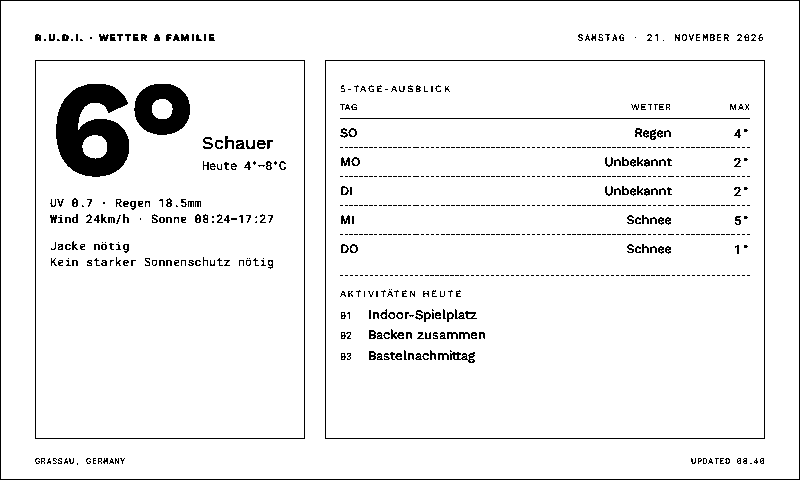 R.U.D.I. · WETTER & FAMILIE
SAMSTAG · 21. NOVEMBER 2026
6°
Schauer
Heute 4°–8°C
UV 0.7 · Regen 18.5mm
Wind 24km/h · Sonne 08:24–17:27
Jacke nötig
Kein starker Sonnenschutz nötig
5-TAGE-AUSBLICK
TAG WETTER MAX
SO Regen 4°
MO Unbekannt 2°
DI Unbekannt 2°
MI Schnee 5°
DO Schnee 1°
AKTIVITÄTEN HEUTE
01 Indoor-Spielplatz
02 Backen zusammen
03 Bastelnachmittag
GRASSAU, GERMANY
UPDATED 08.40